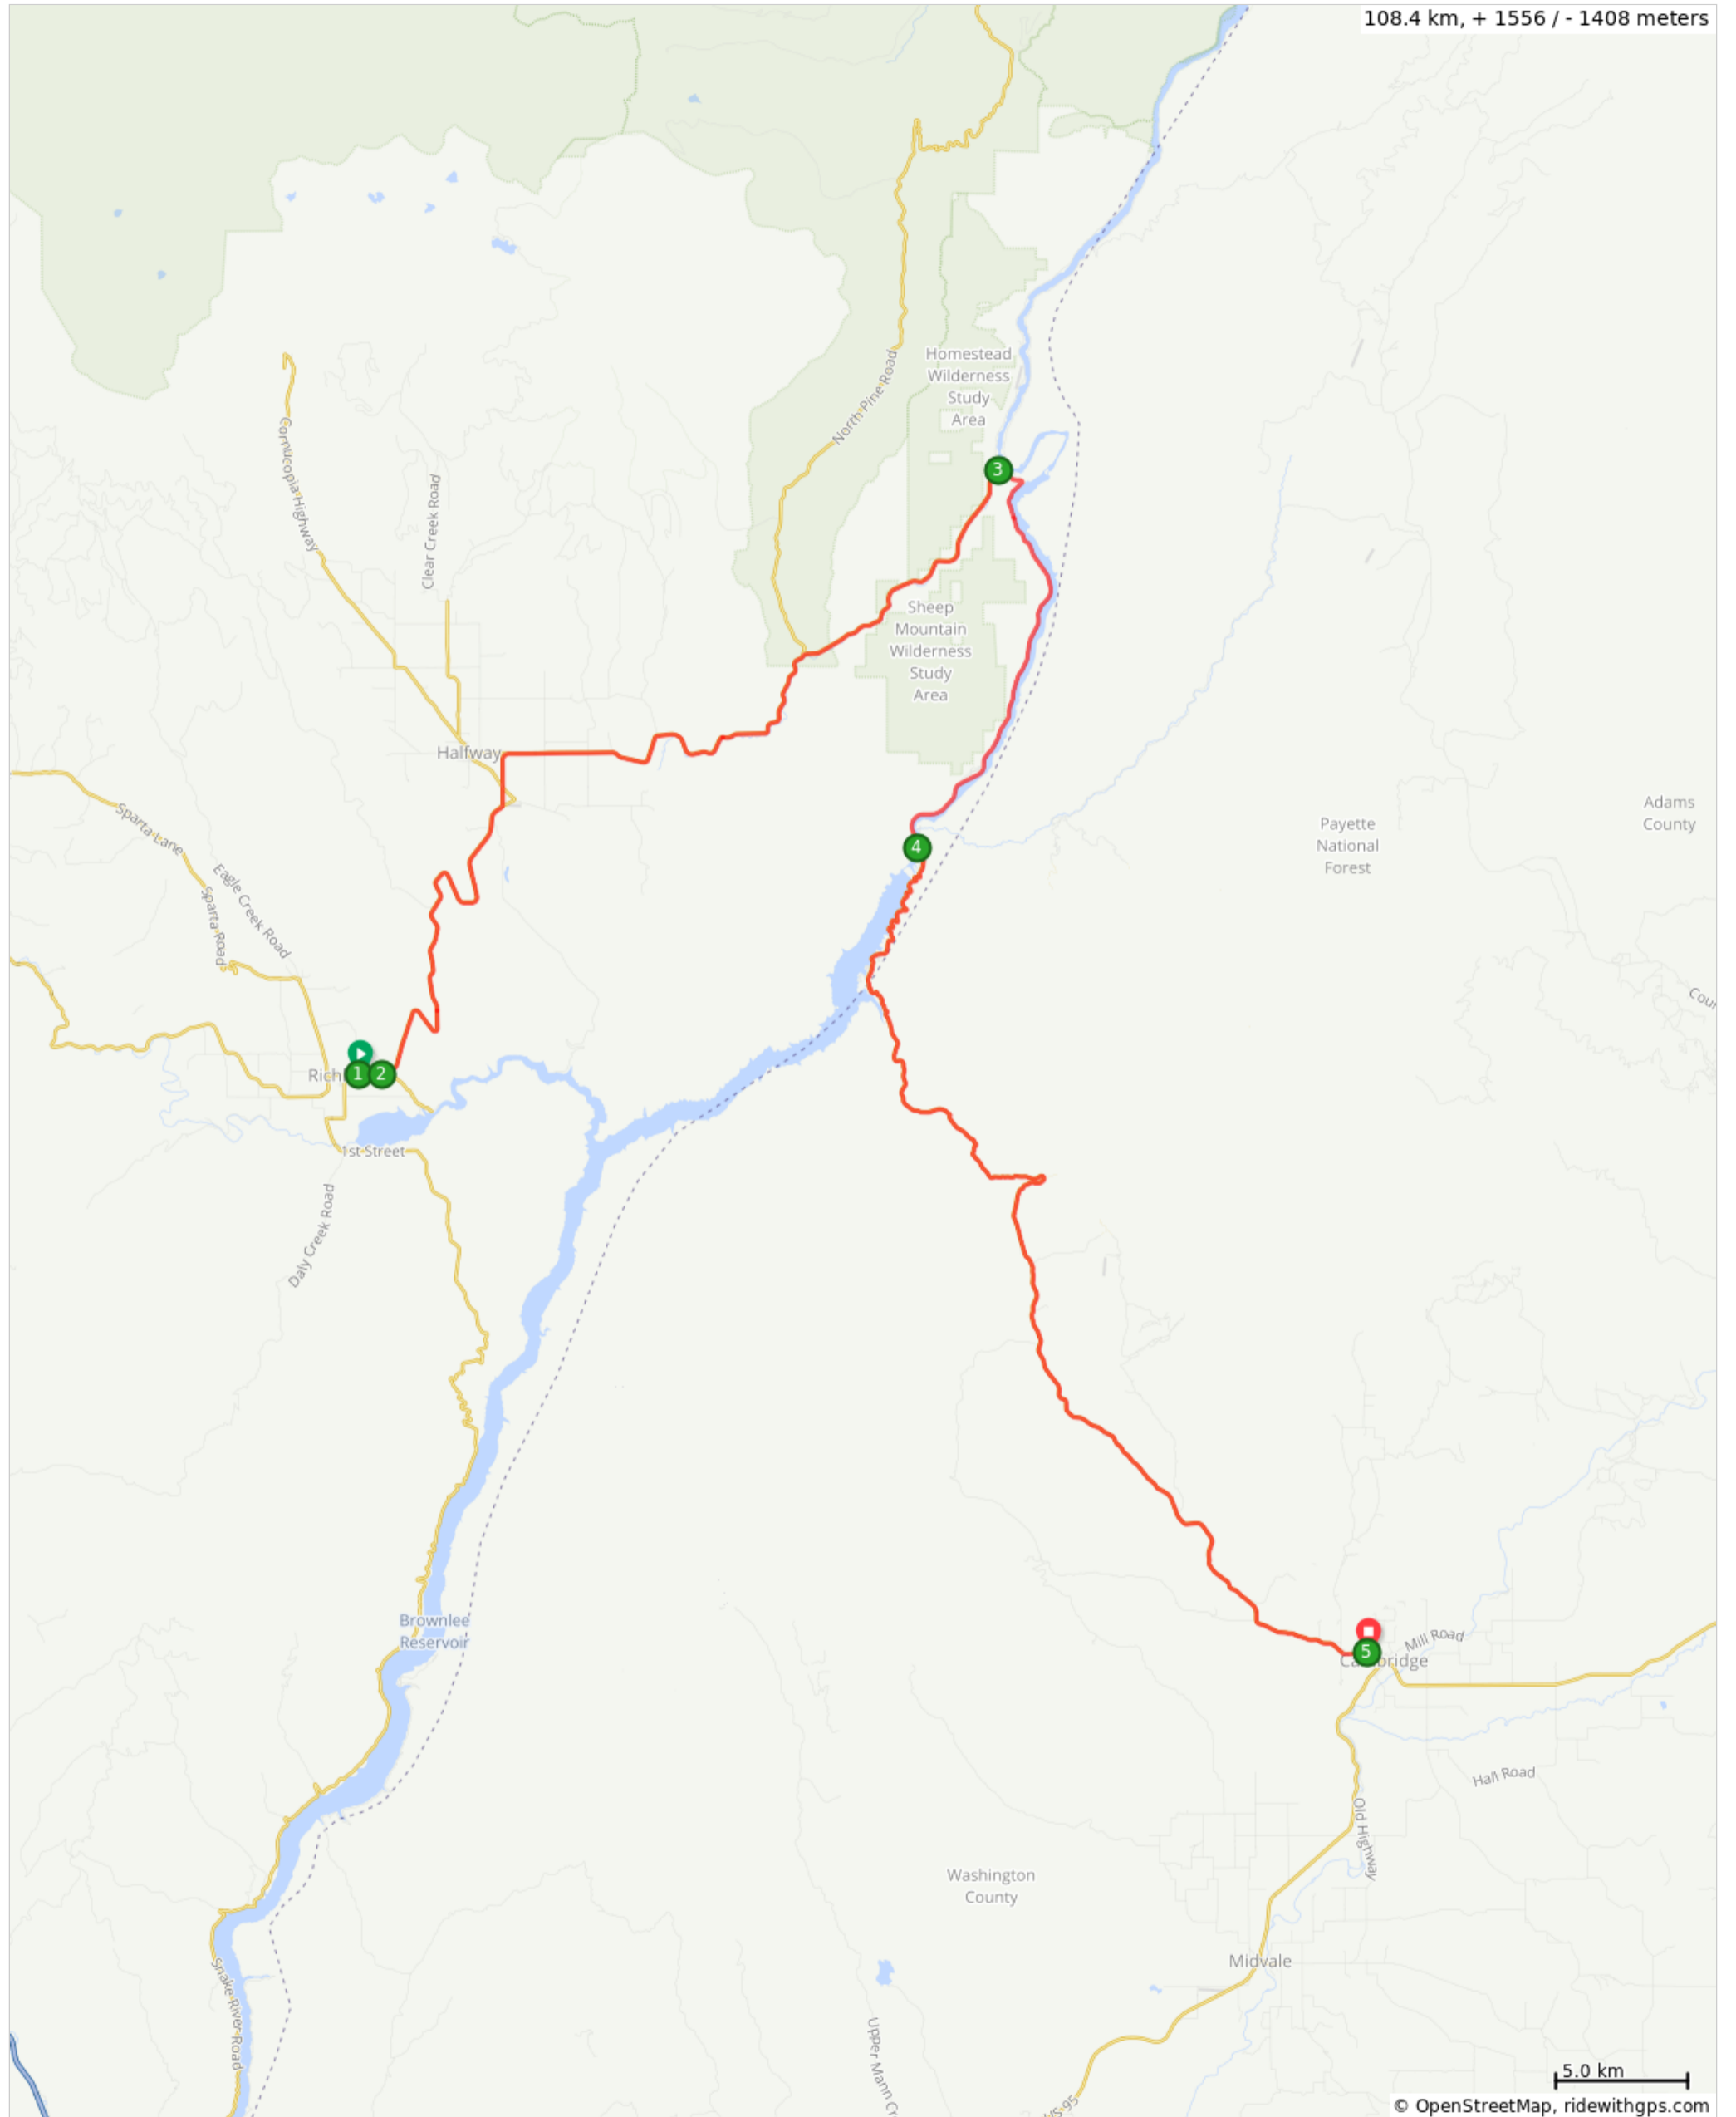 108.4 km, + 1556 / - 1408 meters
Homestead
Wilderness
Study
Area
North Pine Road
3
Cornucopia Highway
Clear Creek Road
Sheep
Mountain
Wilderness
Study
Area
Halfway
Sparta Lane
Adams
County
Payette
National
Forest
4
Eagle Creek Road
Sparta Road
Rich
1
2
1st Street
Daly Creek Road
Brownlee
Reservoir
Mill Road
5
Hall Road
Old Highway
Washington
County
Midvale
Snake River Road
Upper Mann Cr
US 95
5.0 km
© OpenStreetMap, ridewithgps.com